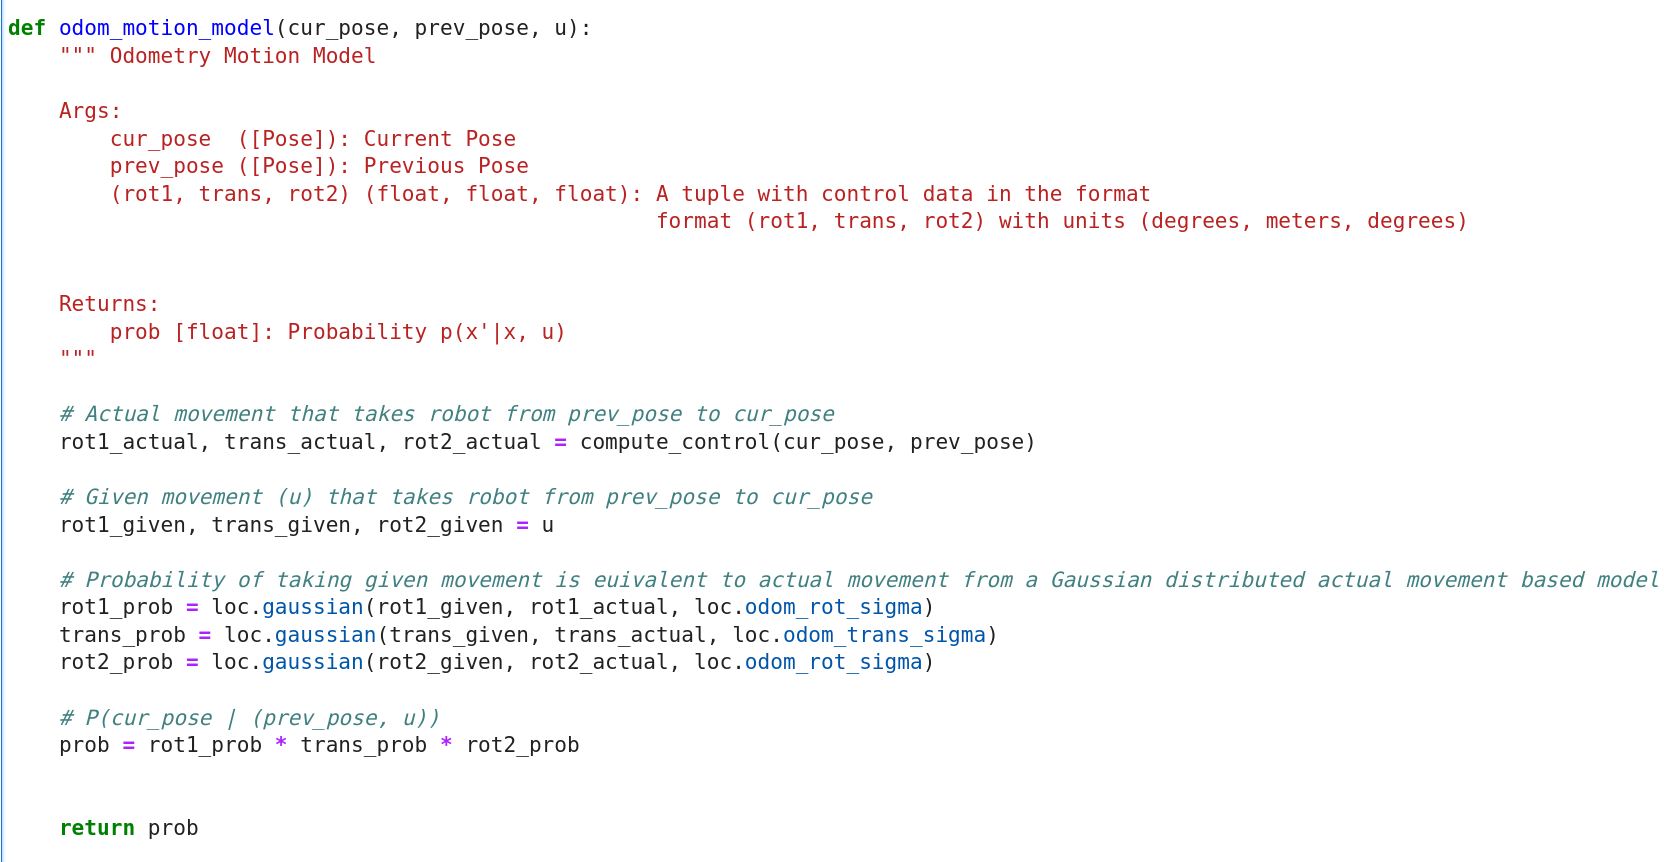 def odom_motion_model(cur_pose, prev_pose, u):
    """ Odometry Motion Model

    Args:
        cur_pose  ([Pose]): Current Pose
        prev_pose ([Pose]): Previous Pose
        (rot1, trans, rot2) (float, float, float): A tuple with control data in the format
                                                   format (rot1, trans, rot2) with units (degrees, meters, degrees)


    Returns:
        prob [float]: Probability p(x'|x, u)
    """

    # Actual movement that takes robot from prev_pose to cur_pose
    rot1_actual, trans_actual, rot2_actual = compute_control(cur_pose, prev_pose)

    # Given movement (u) that takes robot from prev_pose to cur_pose
    rot1_given, trans_given, rot2_given = u

    # Probability of taking given movement is euivalent to actual movement from a Gaussian distributed actual movement based model
    rot1_prob = loc.gaussian(rot1_given, rot1_actual, loc.odom_rot_sigma)
    trans_prob = loc.gaussian(trans_given, trans_actual, loc.odom_trans_sigma)
    rot2_prob = loc.gaussian(rot2_given, rot2_actual, loc.odom_rot_sigma)

    # P(cur_pose | (prev_pose, u))
    prob = rot1_prob * trans_prob * rot2_prob


    return prob